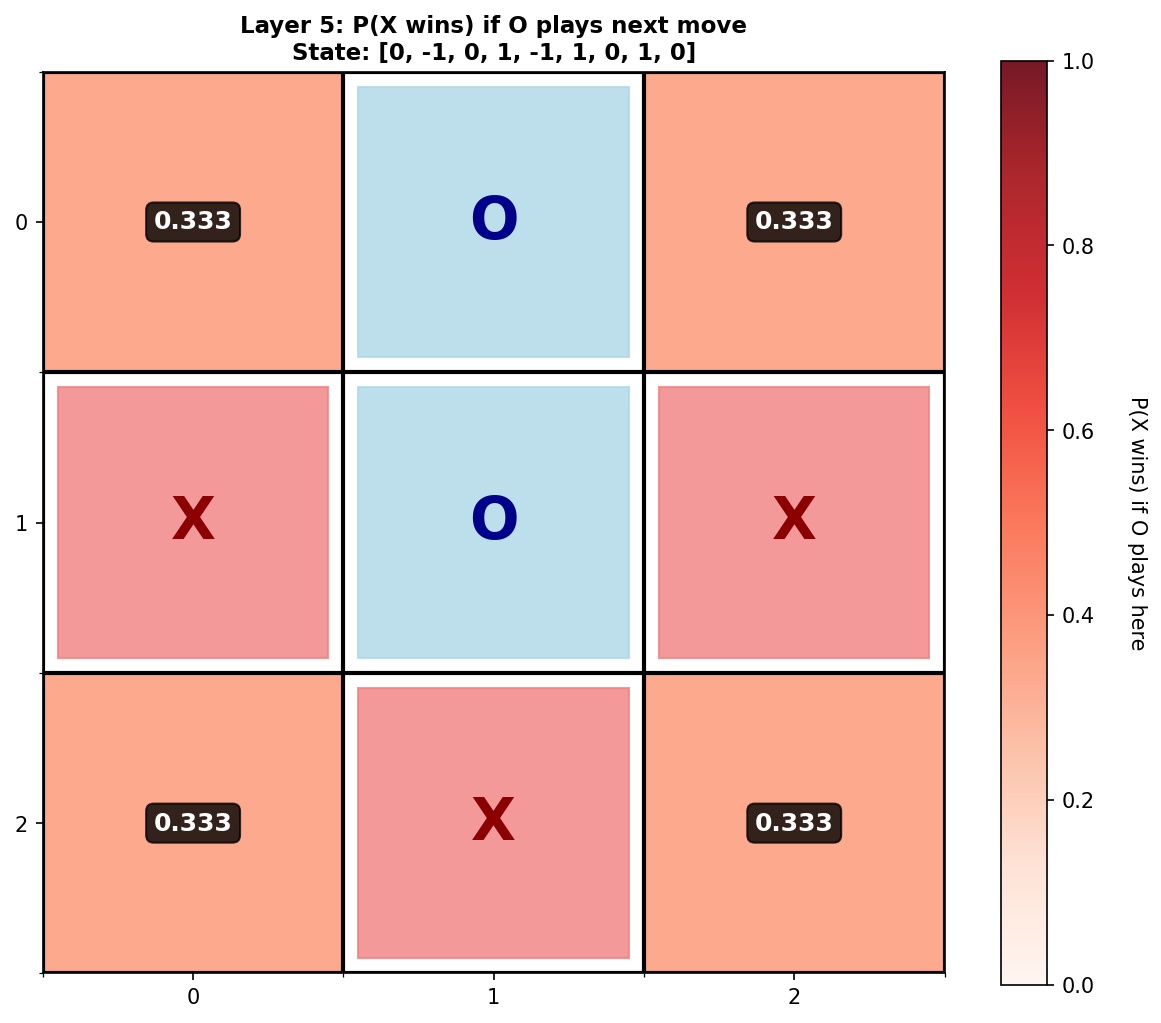 Layer 5: P(X wins) if O plays next move
State: [0, -1, 0, 1, -1, 1, 0, 1, 0]
0
0.333
O
0.333
1
X
O
X
2
0.333
X
0.333
0
1
2
1.0
0.8
0.6
0.4
0.2
0.0
P(X wins) if O plays here